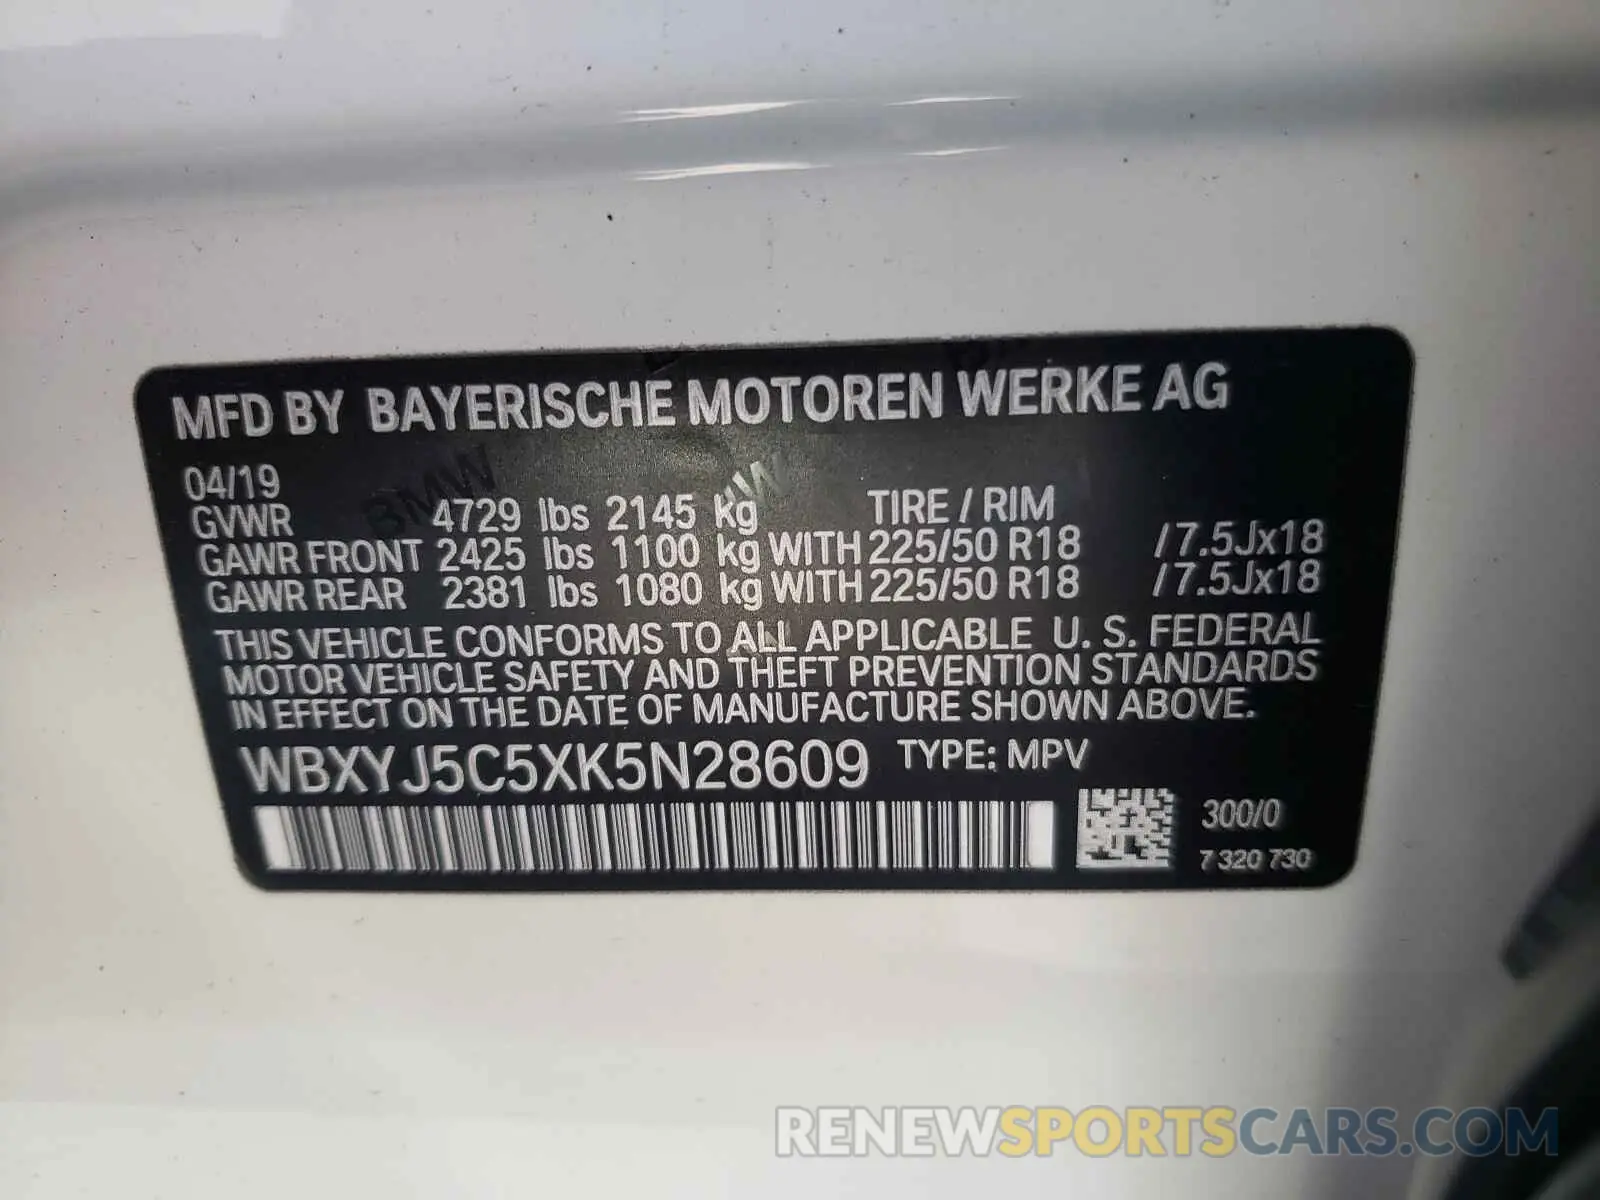 MFD BY BAYERISCHE MOTOREN WERKE AG
04/19
GVWR 4729 lbs 2145 kg TIRE / RIM
GAWR FRONT 2425 lbs 1100 kg WITH 225/50 R18 /7.5Jx18
GAWR REAR 2381 lbs 1080 kg WITH 225/50 R18 /7.5Jx18
THIS VEHICLE CONFORMS TO ALL APPLICABLE U. S. FEDERAL
MOTOR VEHICLE SAFETY AND THEFT PREVENTION STANDARDS
IN EFFECT ON THE DATE OF MANUFACTURE SHOWN ABOVE.
WBXYJ5C5XK5N28609 TYPE: MPV
300/0
7 320 730
BMW
RENEWSPORTSCARS.COM